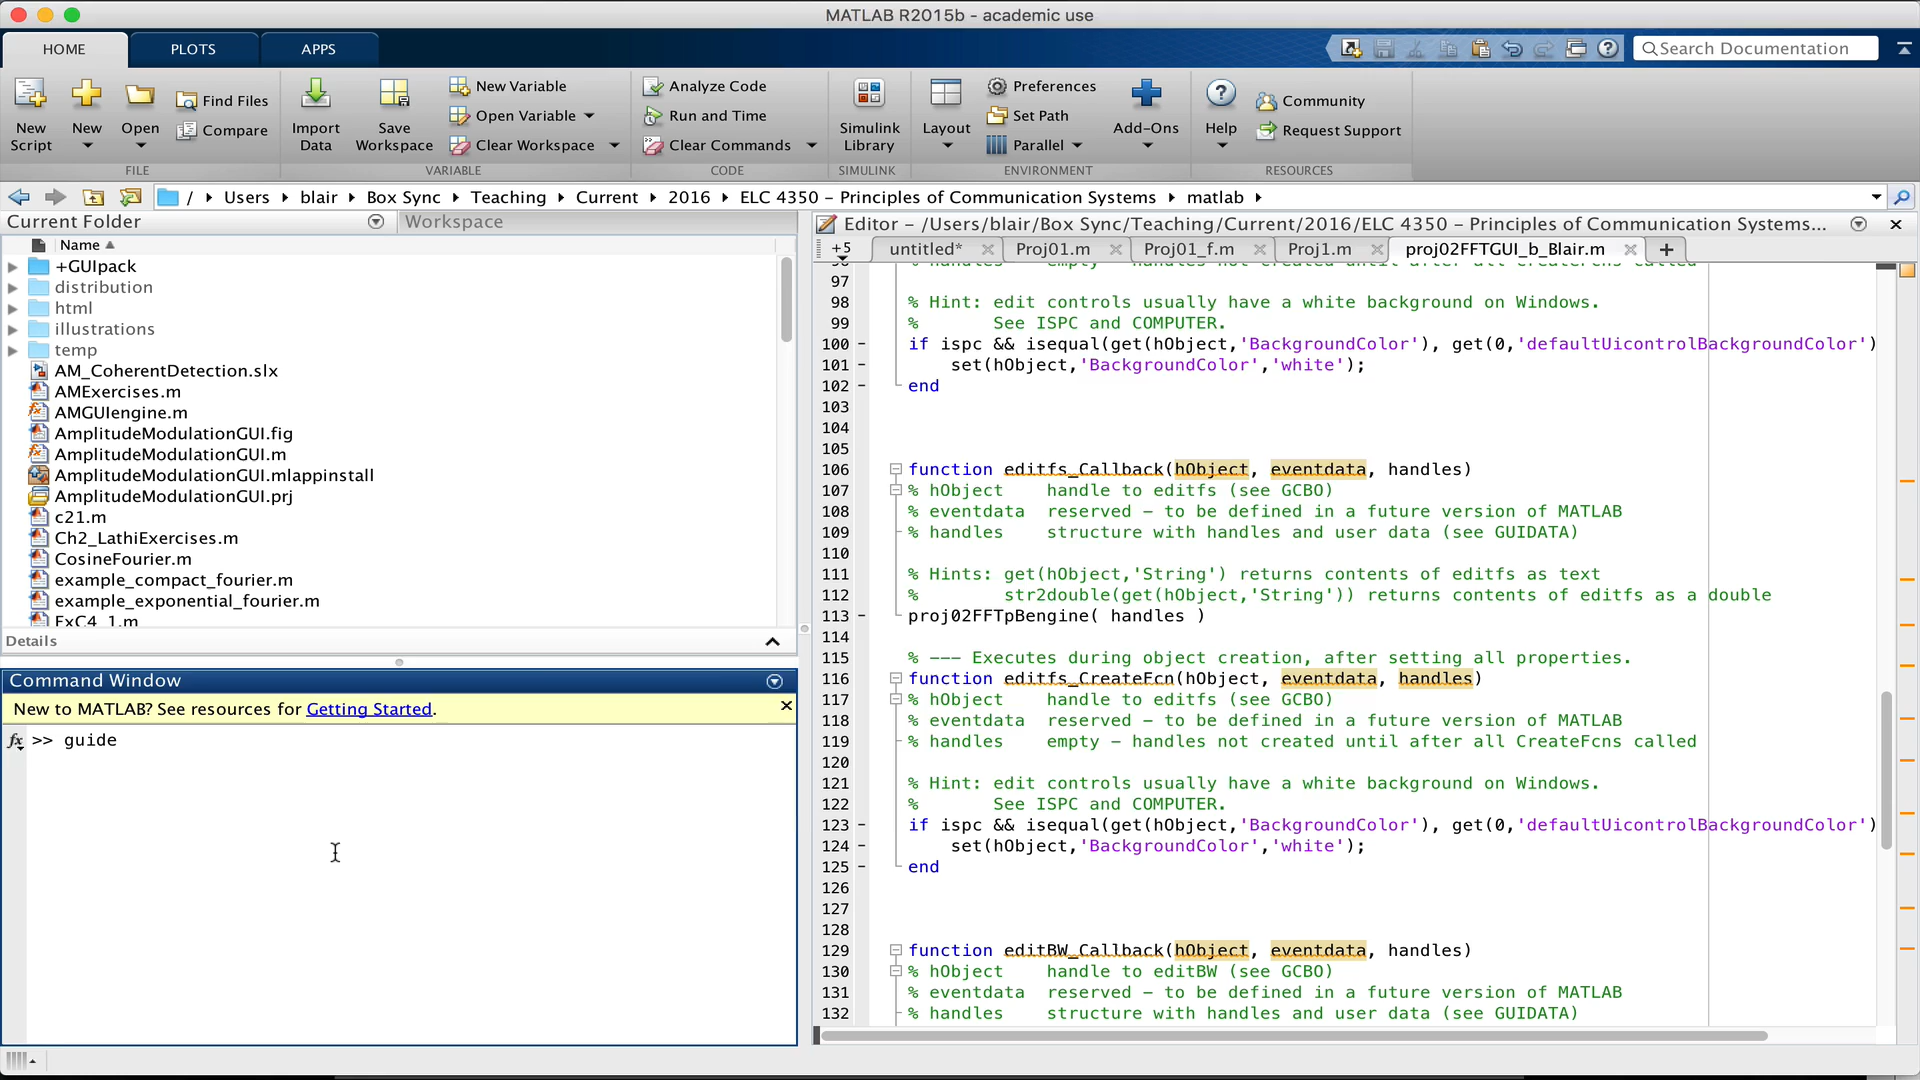 MATLAB R2015b - academic use
HOME PLOTS APPS
Search Documentation
New Script
New
Open
Find Files
Compare
FILE
Import Data
Save Workspace
New Variable
Open Variable
Clear Workspace
VARIABLE
Analyze Code
Run and Time
Clear Commands
CODE
Simulink Library
SIMULINK
Layout
Preferences
Set Path
Parallel
Add-Ons
ENVIRONMENT
Help
Community
Request Support
RESOURCES
/ Users blair Box Sync Teaching Current 2016 ELC 4350 – Principles of Communication Systems matlab
Current Folder
Workspace
Name
+GUIpack
distribution
html
illustrations
temp
AM_CoherentDetection.slx
AMExercises.m
AMGUIengine.m
AmplitudeModulationGUI.fig
AmplitudeModulationGUI.m
AmplitudeModulationGUI.mlappinstall
AmplitudeModulationGUI.prj
c21.m
Ch2_LathiExercises.m
CosineFourier.m
example_compact_fourier.m
example_exponential_fourier.m
ExC4_1.m
Details
Command Window
New to MATLAB? See resources for Getting Started.
fx >> guide
Editor – /Users/blair/Box Sync/Teaching/Current/2016/ELC 4350 – Principles of Communication Systems...
+5 untitled* Proj01.m Proj01_f.m Proj1.m proj02FFTGUI_b_Blair.m +
96 % handles    empty – handles not created until after all CreateFcns called
97
98 % Hint: edit controls usually have a white background on Windows.
99 %       See ISPC and COMPUTER.
100 – if ispc && isequal(get(hObject,'BackgroundColor'), get(0,'defaultUicontrolBackgroundColor')
101 –     set(hObject,'BackgroundColor','white');
102 – end
103
104
105
106 function editfs_Callback(hObject, eventdata, handles)
107 % hObject    handle to editfs (see GCBO)
108 % eventdata  reserved – to be defined in a future version of MATLAB
109 % handles    structure with handles and user data (see GUIDATA)
110
111 % Hints: get(hObject,'String') returns contents of editfs as text
112 %        str2double(get(hObject,'String')) returns contents of editfs as a double
113 – proj02FFTpBengine( handles )
114
115 % ––– Executes during object creation, after setting all properties.
116 function editfs_CreateFcn(hObject, eventdata, handles)
117 % hObject    handle to editfs (see GCBO)
118 % eventdata  reserved – to be defined in a future version of MATLAB
119 % handles    empty – handles not created until after all CreateFcns called
120
121 % Hint: edit controls usually have a white background on Windows.
122 %       See ISPC and COMPUTER.
123 – if ispc && isequal(get(hObject,'BackgroundColor'), get(0,'defaultUicontrolBackgroundColor')
124 –     set(hObject,'BackgroundColor','white');
125 – end
126
127
128
129 function editBW_Callback(hObject, eventdata, handles)
130 % hObject    handle to editBW (see GCBO)
131 % eventdata  reserved – to be defined in a future version of MATLAB
132 % handles    structure with handles and user data (see GUIDATA)